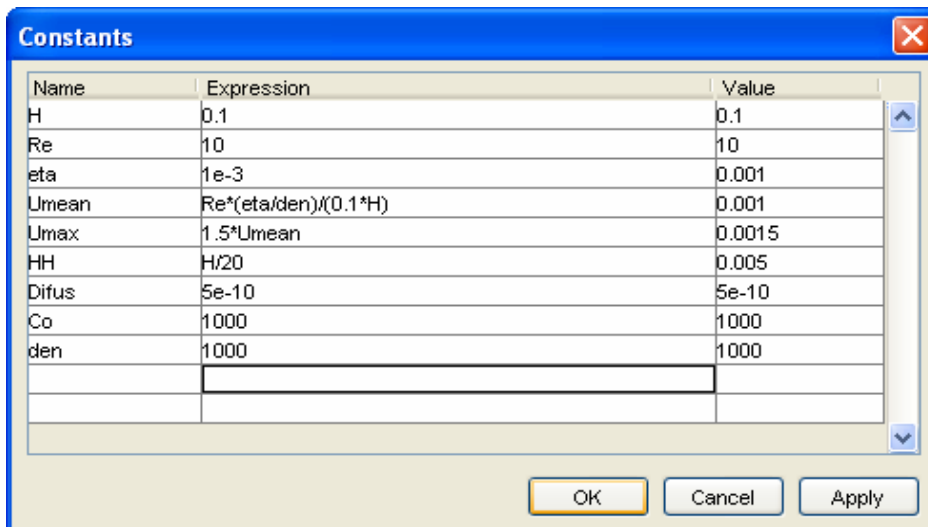 Constants
Name Expression Value
H 0.1 0.1
Re 10 10
eta 1e-3 0.001
Umean Re*(eta/den)/(0.1*H) 0.001
Umax 1.5*Umean 0.0015
HH H/20 0.005
Difus 5e-10 5e-10
Co 1000 1000
den 1000 1000
OK Cancel Apply